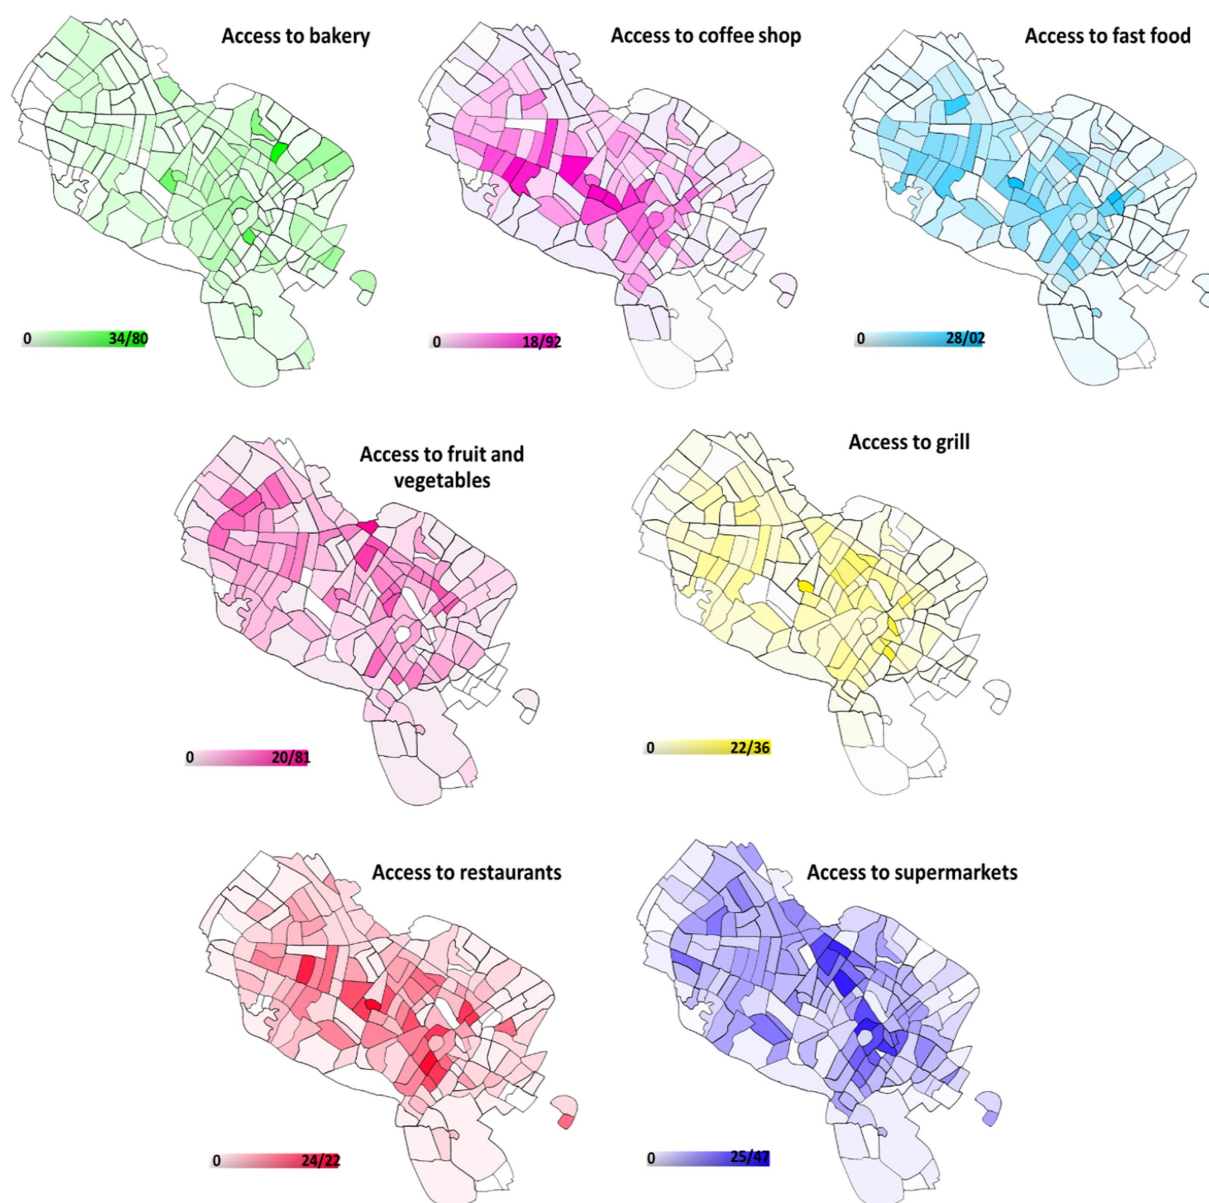 Access to bakery
Access to coffee shop
Access to fast food
0
34/80
0
18/92
0
28/02
Access to fruit and
vegetables
Access to grill
0
20/81
0
22/36
Access to restaurants
Access to supermarkets
0
24/22
0
25/47